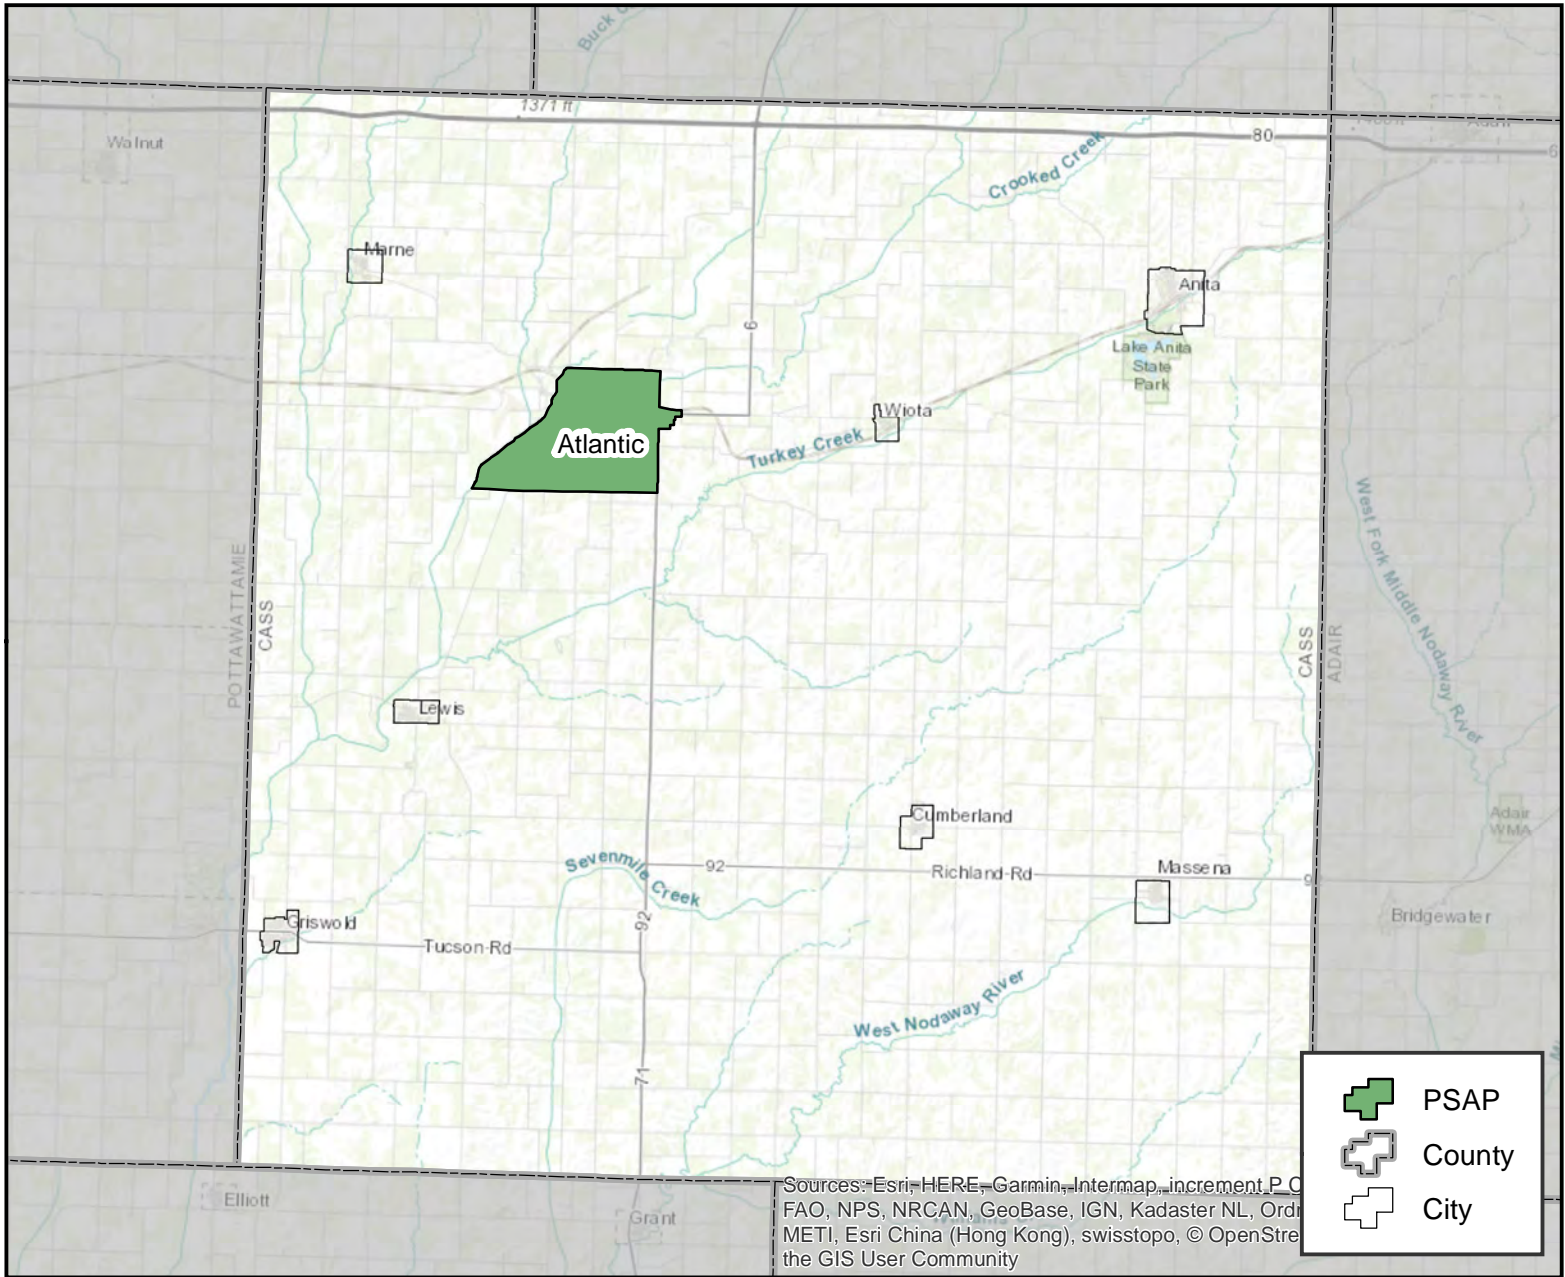 Buck
1371 ft
Walnut
80
6
Crooked Creek
Marne
Anita
Lake Anita
State
Park
6
Wiota
Atlantic
Turkey Creek
West Fork Middle Nodaway River
POTTAWATTAMIE
CASS
CASS
ADAIR
Lewis
Cumberland
Adair
WMA
Sevenmile Creek
92
Richland-Rd
Massena
9
Griswold
92
Tucson-Rd
Bridgewater
West Nodaway River
71
PSAP
County
City
Elliott
Grant
Sources: Esri, HERE, Garmin, Intermap, increment P C
FAO, NPS, NRCAN, GeoBase, IGN, Kadaster NL, Ordn
METI, Esri China (Hong Kong), swisstopo, © OpenStre
the GIS User Community